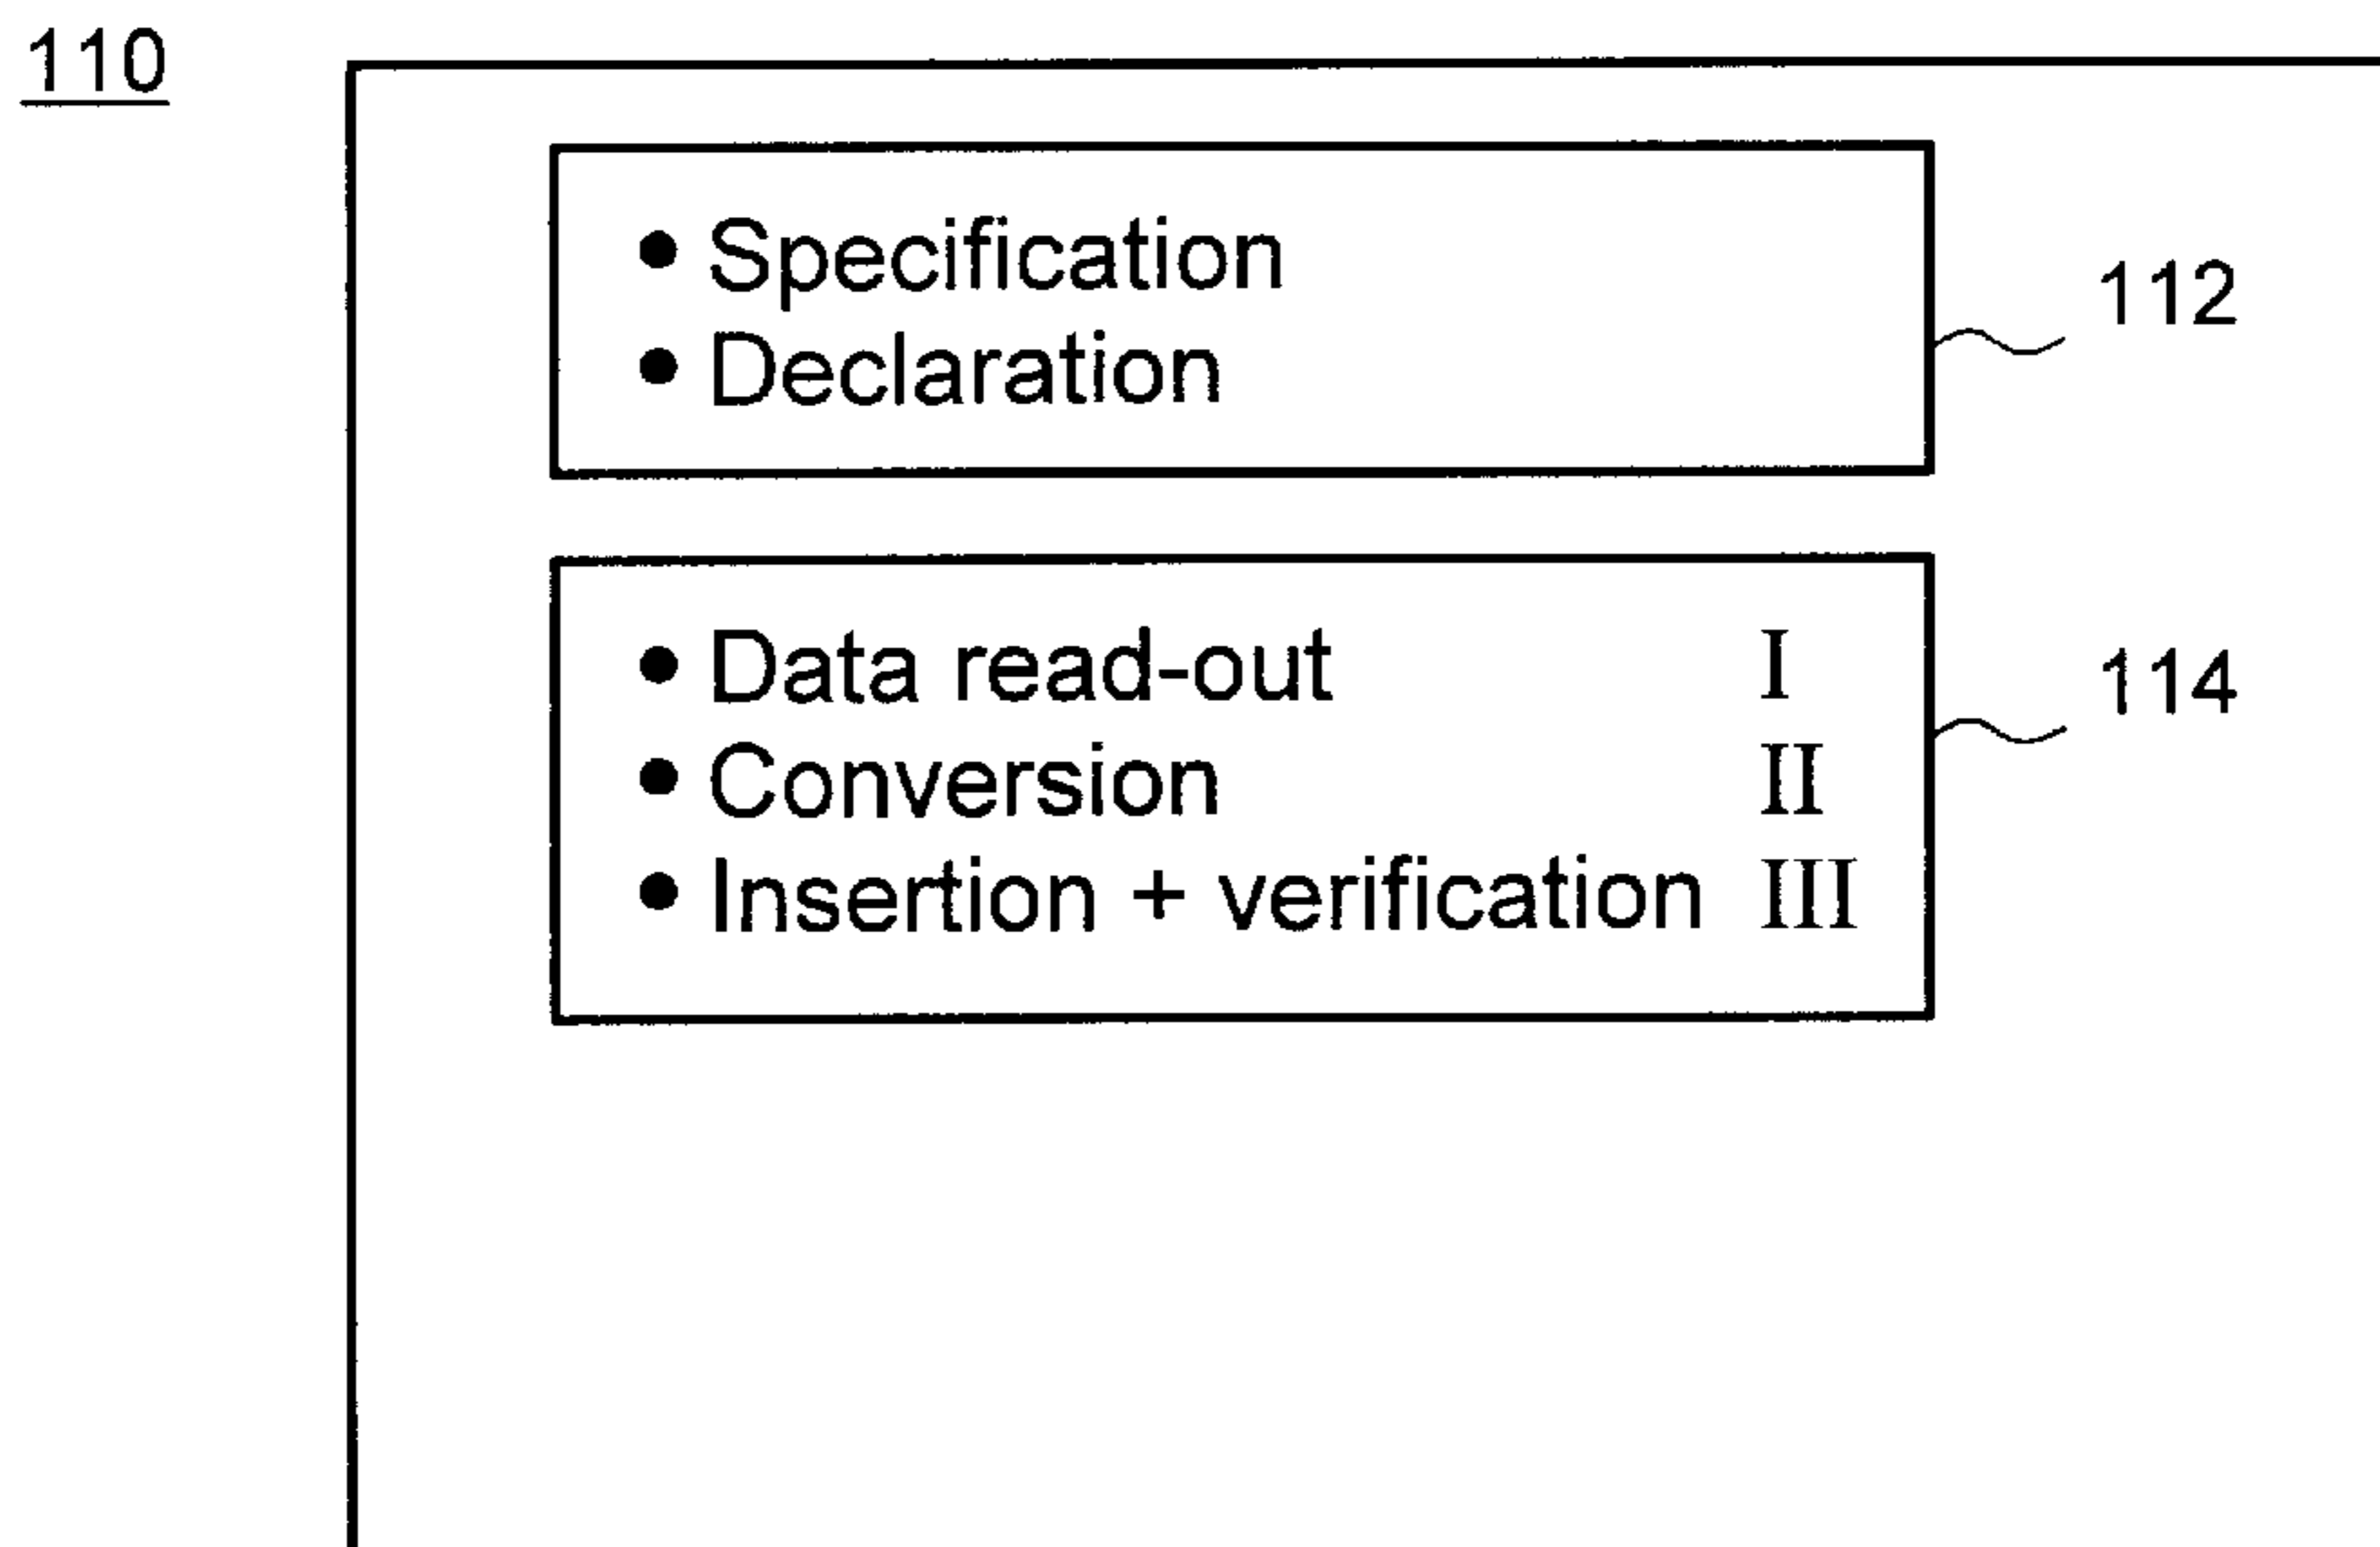 110
• Specification
• Declaration
112
• Data read-out I
114
• Conversion II
• Insertion + verification III